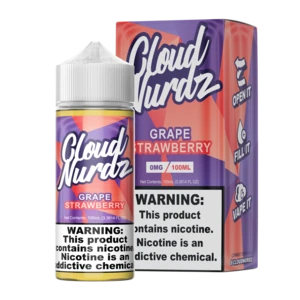 Cloud
Nurdz
GRAPE
STRAWBERRY
WARNING:
This product
contains nicotine.
Nicotine is an
addictive chemical.
Cloud
Nurdz
GRAPE
STRAWBERRY
0MG / 100ML
WARNING:
This product
contains nicotine.
Nicotine is an
addictive chemical.
OPEN IT
FILL IT
VAPE IT